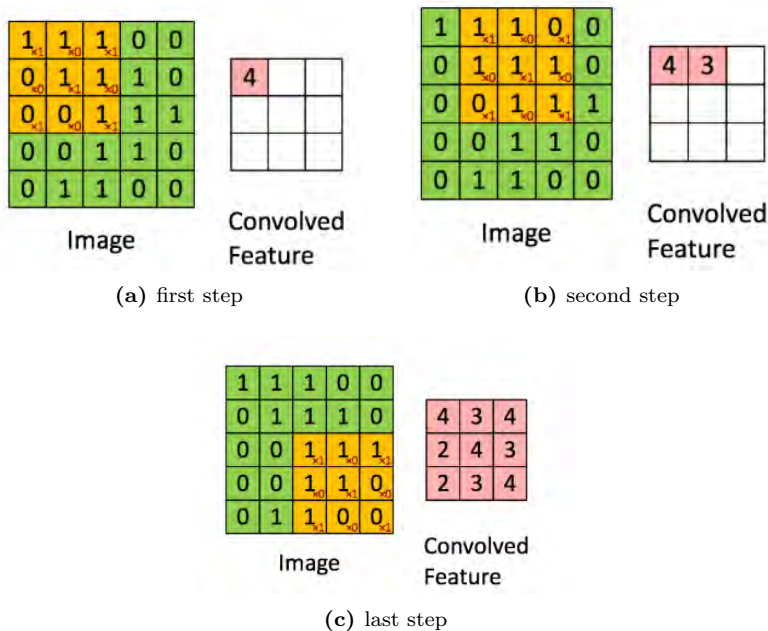 1×1 1×0 1×1 0 0
0×0 1×1 1×0 1 0
0×1 0×0 1×1 1 1
0 0 1 1 0
0 1 1 0 0
4
Image
Convolved
Feature
(a) first step
1 1×1 1×0 0×1 0
0 1×0 1×1 1×0 0
0 0×1 1×0 1×1 1
0 0 1 1 0
0 1 1 0 0
4 3
Image
Convolved
Feature
(b) second step
1 1 1 0 0
0 1 1 1 0
0 0 1×1 1×0 1×1
0 0 1×0 1×1 0×0
0 1 1×1 0×0 0×1
4 3 4
2 4 3
2 3 4
Image
Convolved
Feature
(c) last step